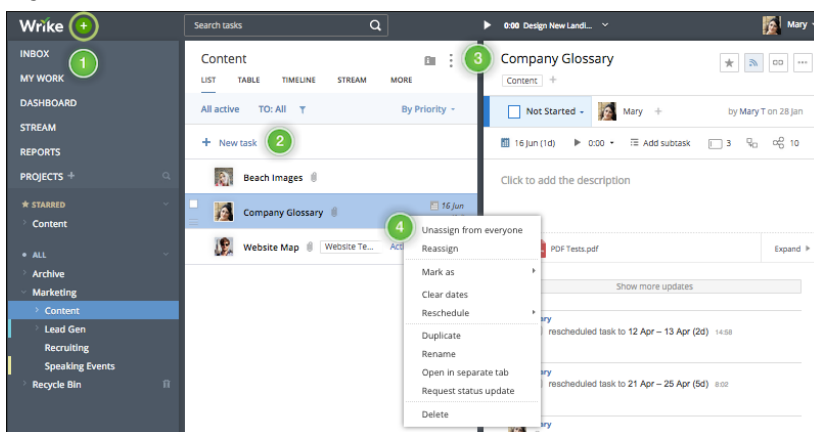 Wrike +
Search tasks
0:00 Design New Landi...
Mary
INBOX
1
MY WORK
DASHBOARD
STREAM
REPORTS
PROJECTS +
STARRED
Content
ALL
Archive
Marketing
Content
Lead Gen
Recruiting
Speaking Events
Recycle Bin
Content
LIST TABLE TIMELINE STREAM MORE
All active TO: All By Priority
+ New task 2
Beach Images
Company Glossary 16 Jun
Website Map Website Te... Act
4
Unassign from everyone
Reassign
Mark as
Clear dates
Reschedule
Duplicate
Rename
Open in separate tab
Request status update
Delete
3 Company Glossary
Content +
Not Started Mary + by Mary T on 28 Jan
16 Jun (1d) 0:00 Add subtask 3 10
Click to add the description
PDF Tests.pdf Expand
Show more updates
ary
rescheduled task to 12 Apr – 13 Apr (2d) 14:58
ary
rescheduled task to 21 Apr – 25 Apr (5d) 8:02
ary